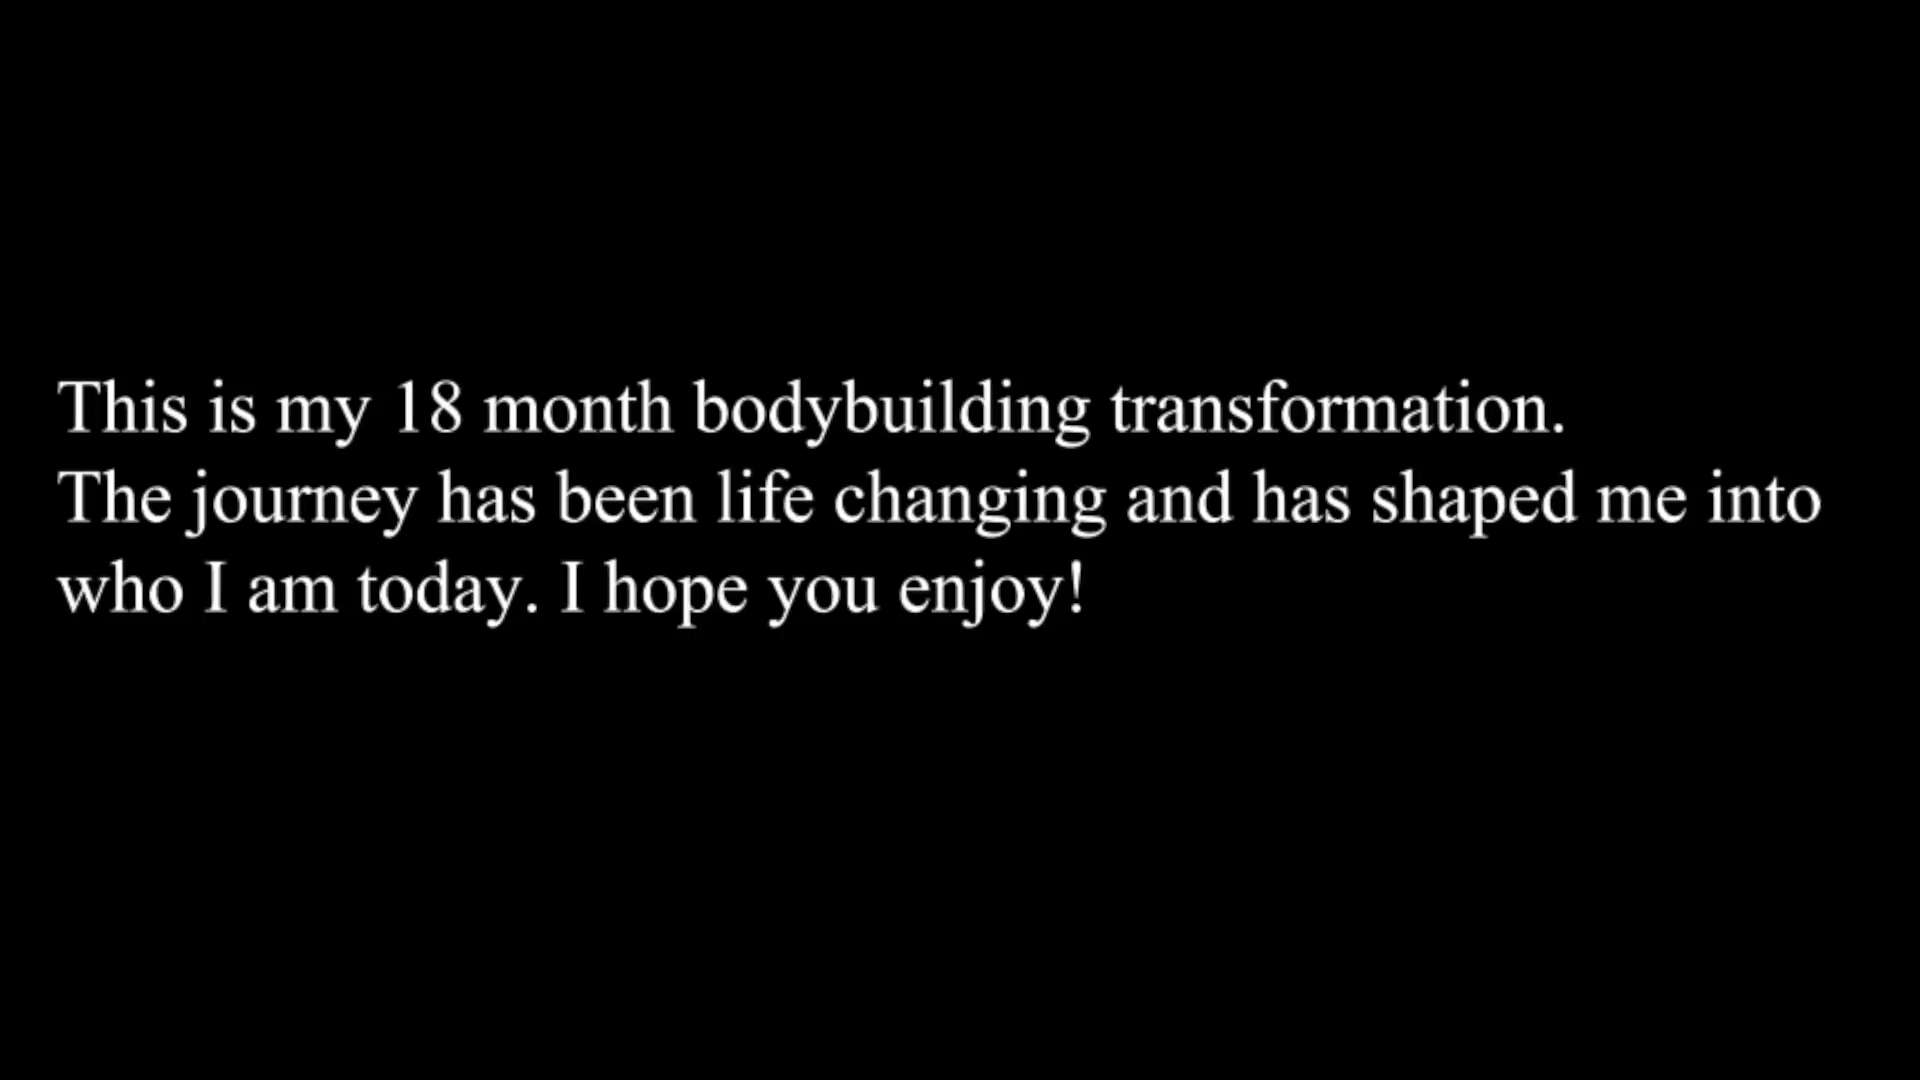 This is my 18 month bodybuilding transformation.
The journey has been life changing and has shaped me into
who I am today. I hope you enjoy!